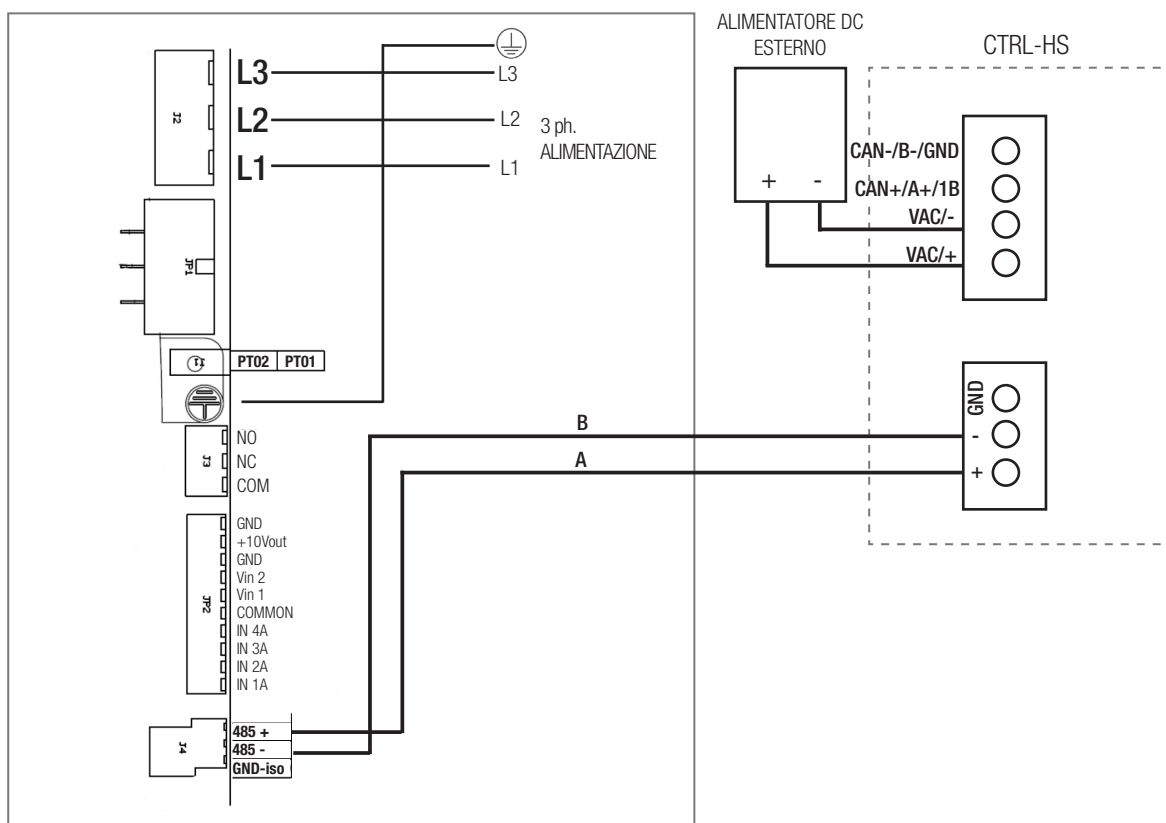 L3
L2
L1
L3
L2
L1
3 ph.
ALIMENTAZIONE
J2
JP1
J1
PT02 PT01
J3
NO
NC
COM
JP2
GND
+10Vout
GND
Vin 2
Vin 1
COMMON
IN 4A
IN 3A
IN 2A
IN 1A
J4
485 +
485 -
GND-iso
B
A
ALIMENTATORE DC
ESTERNO
+ -
CTRL-HS
CAN-/B-/GND
CAN+/A+/1B
VAC/-
VAC/+
GND
-
+